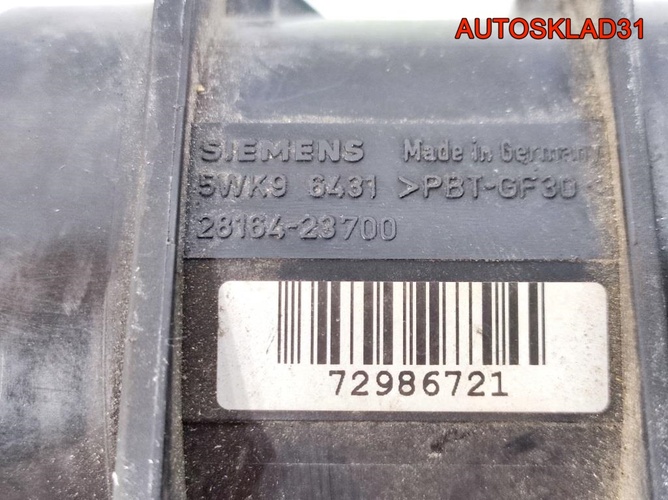 AUTOSKLAD31
SIEMENS Made in Germany
5WK9 6431 >PBT-GF30<
28164-23700
72986721